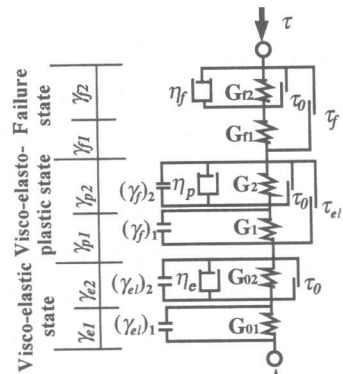 τ
Failure state
γf2
γf1
ηf
Gf2
τ0
τf
Gf1
Visco-elasto-plastic state
γp2
γp1
(γf)2
ηp
G2
τ0
τel
(γf)1
G1
Visco-elastic state
γe2
γe1
(γel)2
ηe
G02
τ0
(γel)1
G01